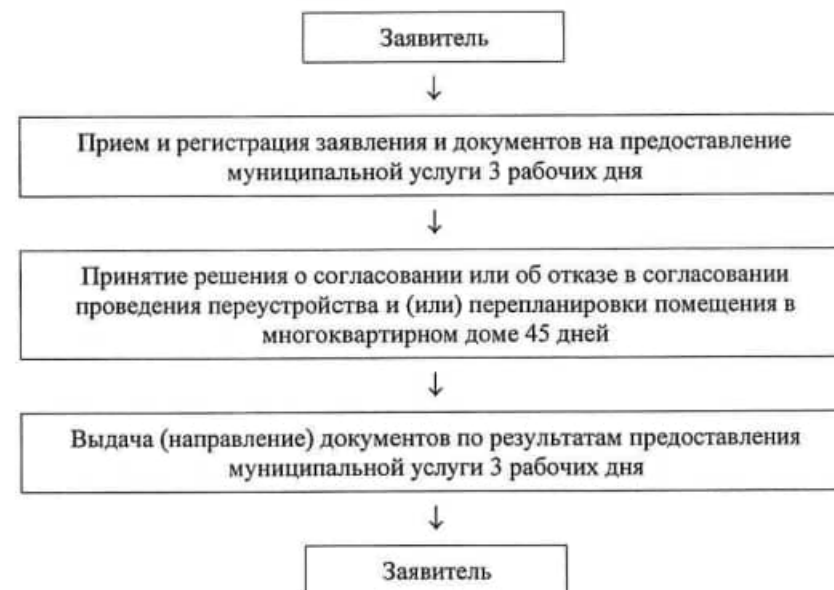 Заявитель
Прием и регистрация заявления и документов на предоставление
муниципальной услуги 3 рабочих дня
Принятие решения о согласовании или об отказе в согласовании
проведения переустройства и (или) перепланировки помещения в
многоквартирном доме 45 дней
Выдача (направление) документов по результатам предоставления
муниципальной услуги 3 рабочих дня
Заявитель